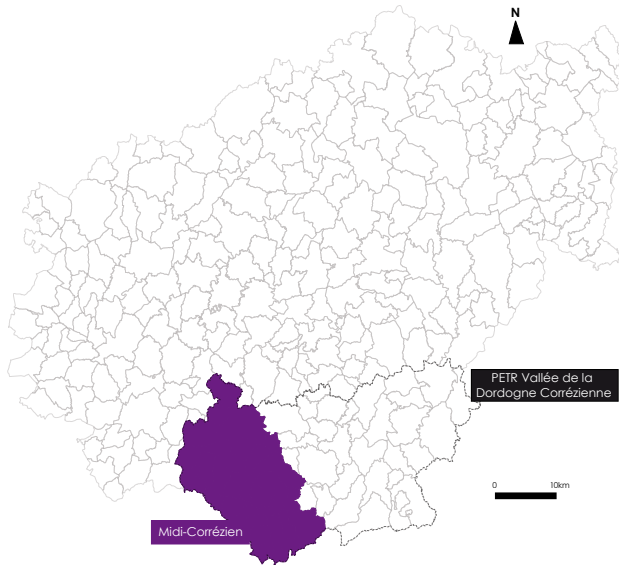 N
PETR Vallée de la
Dordogne Corrézienne
0 10km
Midi-Corrézien